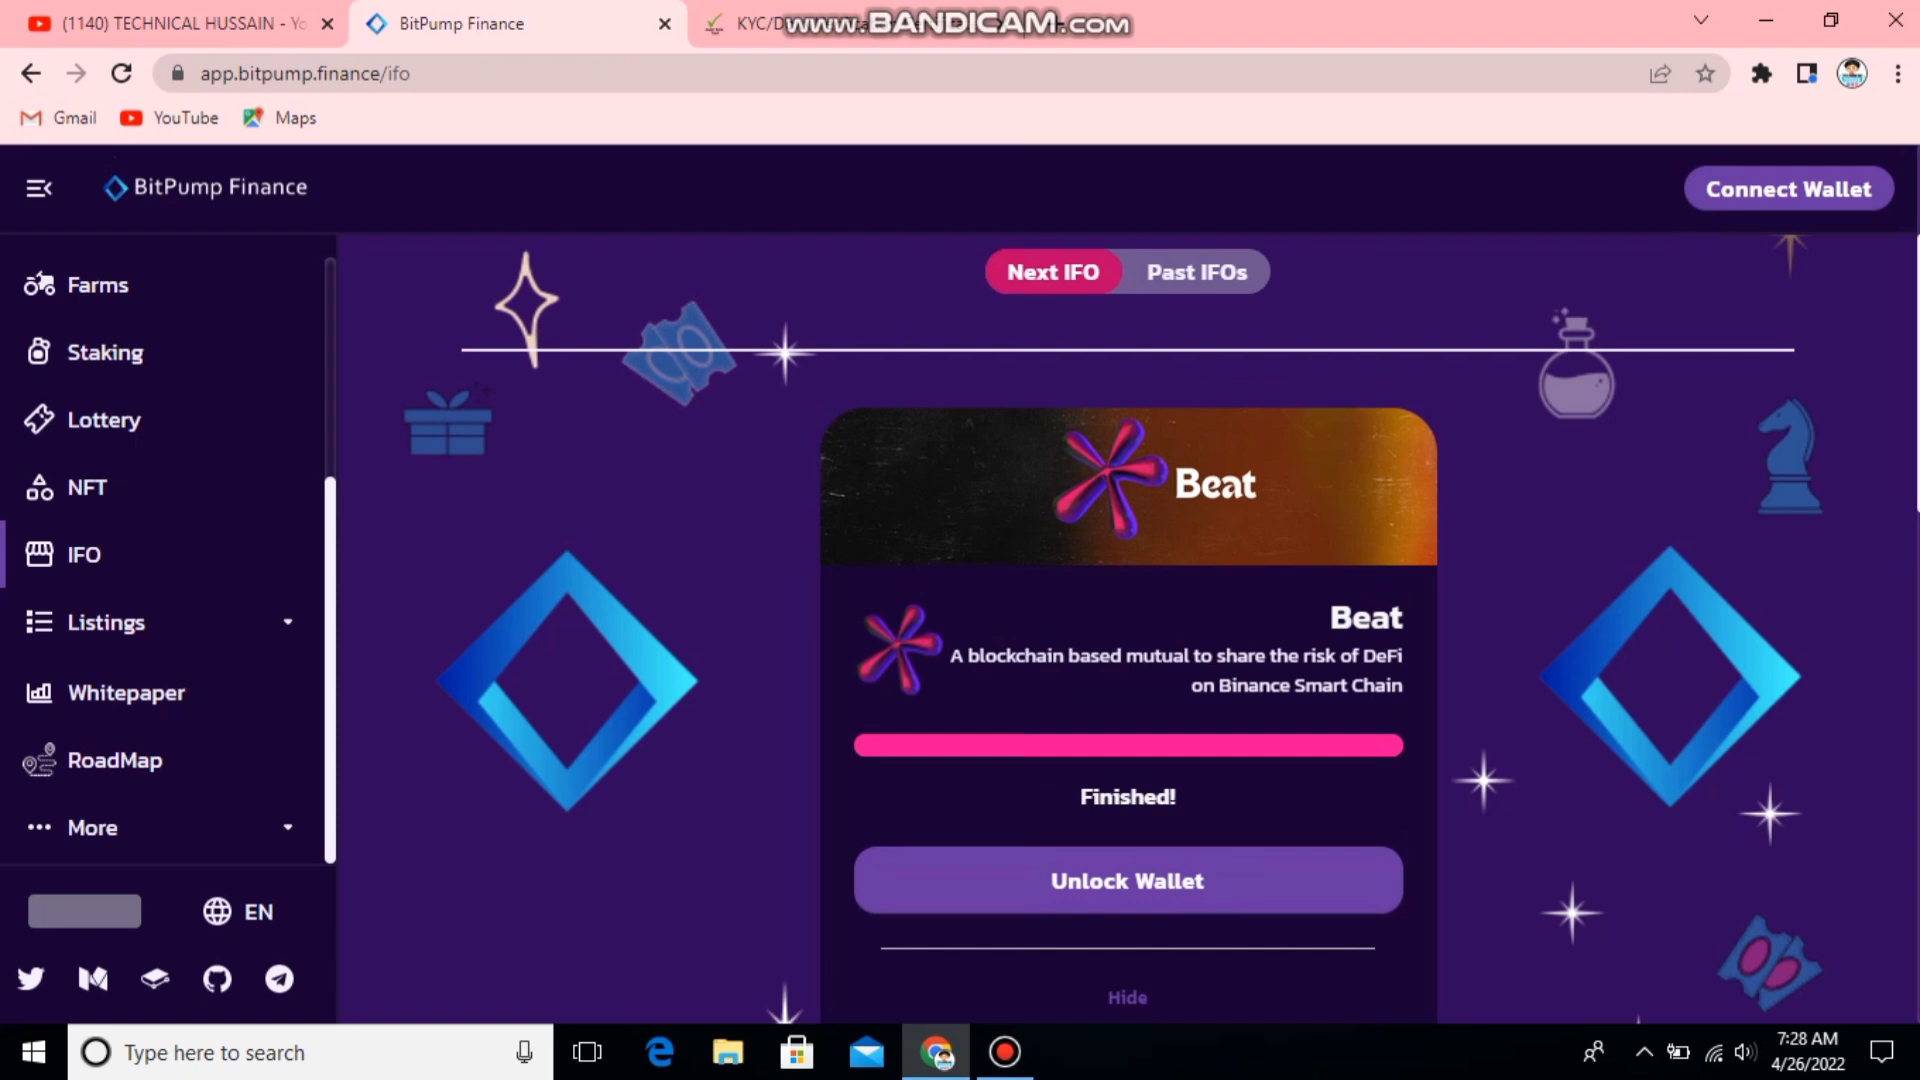 (1140) TECHNICAL HUSSAIN - Yo
BitPump Finance
KYC/D
www.BANDICAM.com
app.bitpump.finance/ifo
Gmail
YouTube
Maps
BitPump Finance
Connect Wallet
Farms
Staking
Lottery
NFT
IFO
Listings
Whitepaper
RoadMap
More
EN
Next IFO
Past IFOs
Beat
Beat
A blockchain based mutual to share the risk of DeFi
on Binance Smart Chain
Finished!
Unlock Wallet
Hide
Type here to search
7:28 AM
4/26/2022